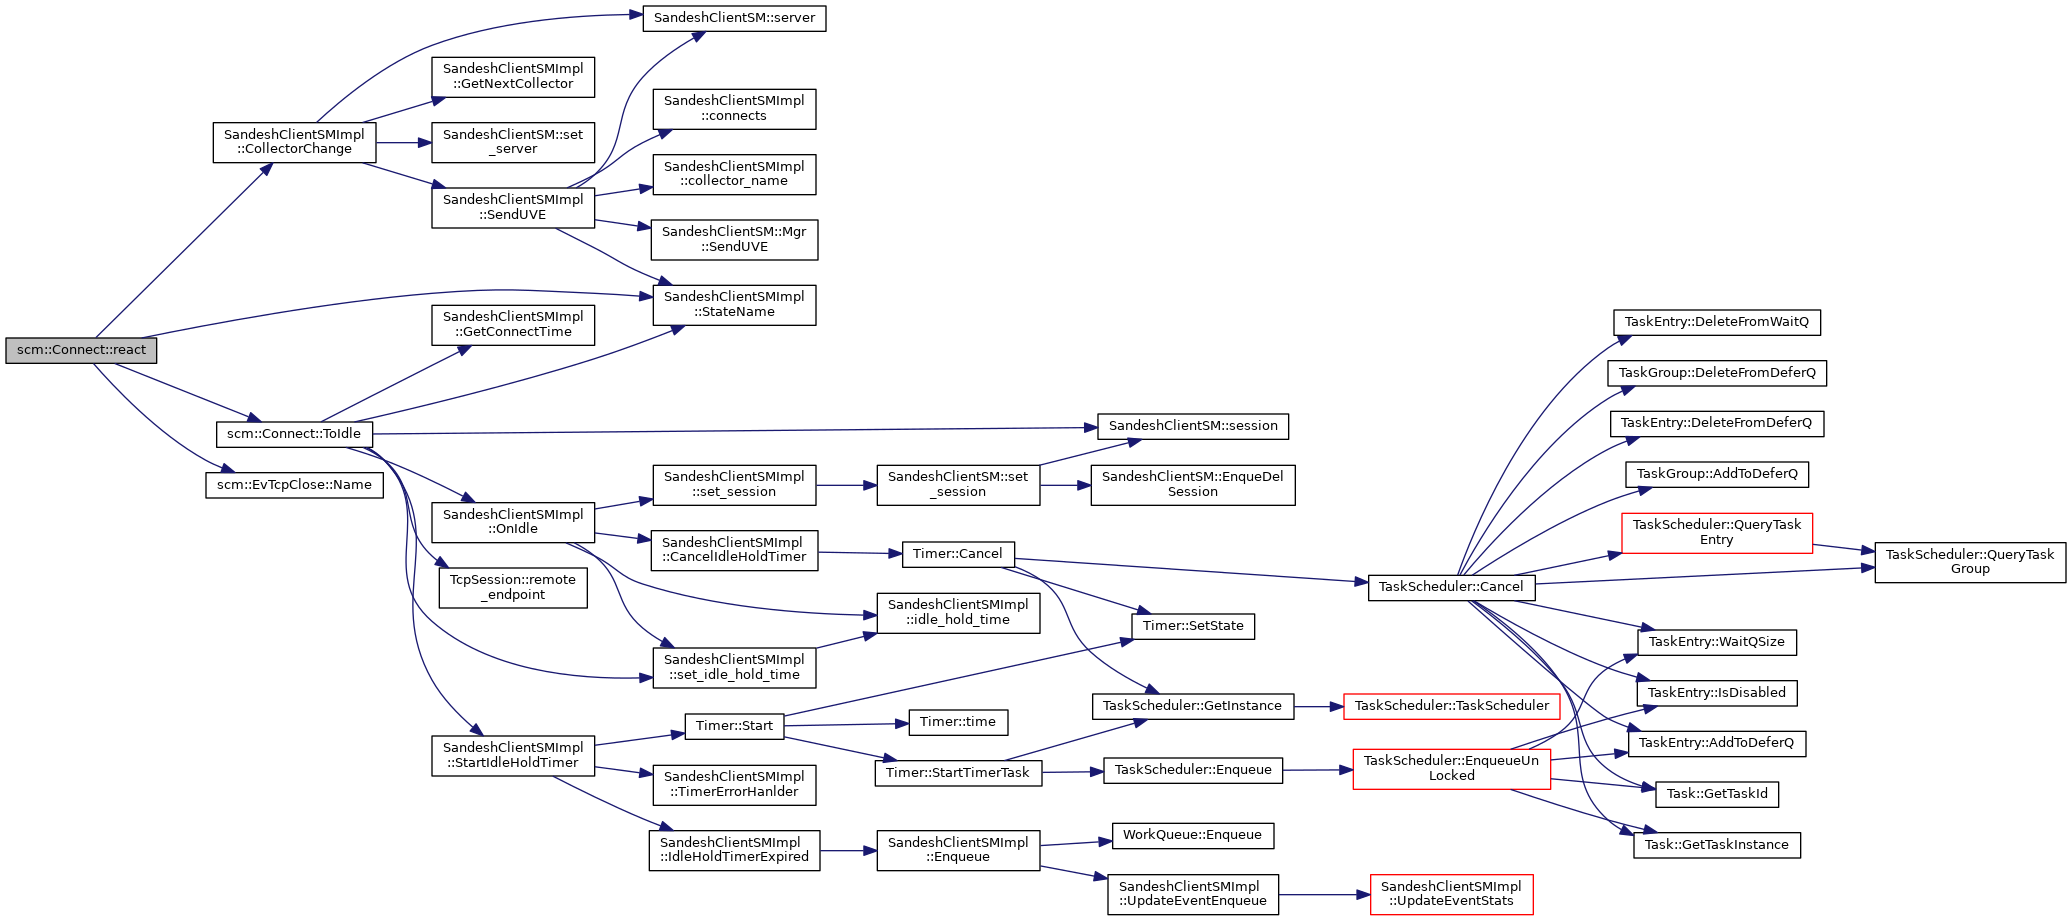 scm::Connect::react
SandeshClientSMImpl
::CollectorChange
scm::Connect::ToIdle
scm::EvTcpClose::Name
SandeshClientSMImpl
::GetNextCollector
SandeshClientSM::set
_server
SandeshClientSMImpl
::SendUVE
SandeshClientSMImpl
::GetConnectTime
SandeshClientSMImpl
::OnIdle
TcpSession::remote
_endpoint
SandeshClientSMImpl
::StartIdleHoldTimer
SandeshClientSM::server
SandeshClientSMImpl
::connects
SandeshClientSMImpl
::collector_name
SandeshClientSM::Mgr
::SendUVE
SandeshClientSMImpl
::StateName
SandeshClientSMImpl
::set_session
SandeshClientSMImpl
::CancelIdleHoldTimer
SandeshClientSMImpl
::set_idle_hold_time
Timer::Start
SandeshClientSMImpl
::TimerErrorHanlder
SandeshClientSMImpl
::IdleHoldTimerExpired
SandeshClientSM::set
_session
Timer::Cancel
SandeshClientSMImpl
::idle_hold_time
Timer::time
Timer::StartTimerTask
SandeshClientSMImpl
::Enqueue
SandeshClientSM::session
SandeshClientSM::EnqueDel
Session
Timer::SetState
TaskScheduler::GetInstance
TaskScheduler::Enqueue
WorkQueue::Enqueue
SandeshClientSMImpl
::UpdateEventEnqueue
TaskScheduler::Cancel
TaskScheduler::TaskScheduler
TaskScheduler::EnqueueUn
Locked
SandeshClientSMImpl
::UpdateEventStats
TaskEntry::DeleteFromWaitQ
TaskGroup::DeleteFromDeferQ
TaskEntry::DeleteFromDeferQ
TaskGroup::AddToDeferQ
TaskScheduler::QueryTask
Entry
TaskEntry::WaitQSize
TaskEntry::IsDisabled
TaskEntry::AddToDeferQ
Task::GetTaskId
Task::GetTaskInstance
TaskScheduler::QueryTask
Group